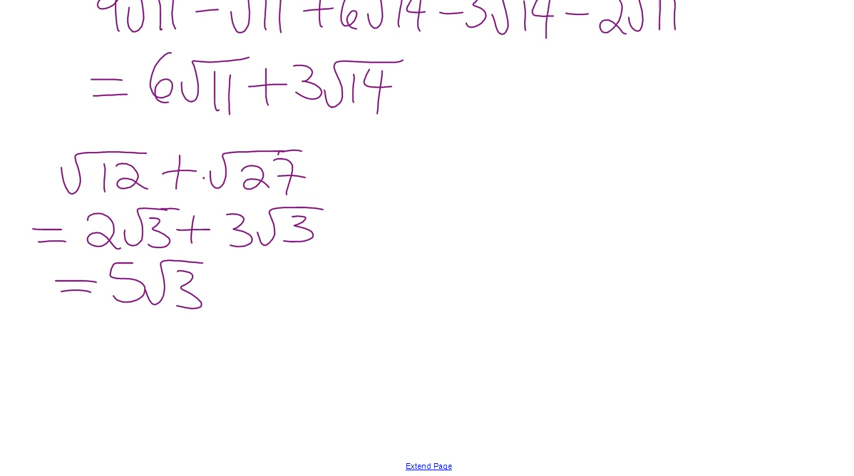 9√11 - √11 + 6√14 - 3√14 - 2√11
= 6√11 + 3√14
√12 + √27
= 2√3 + 3√3
= 5√3
Extend Page